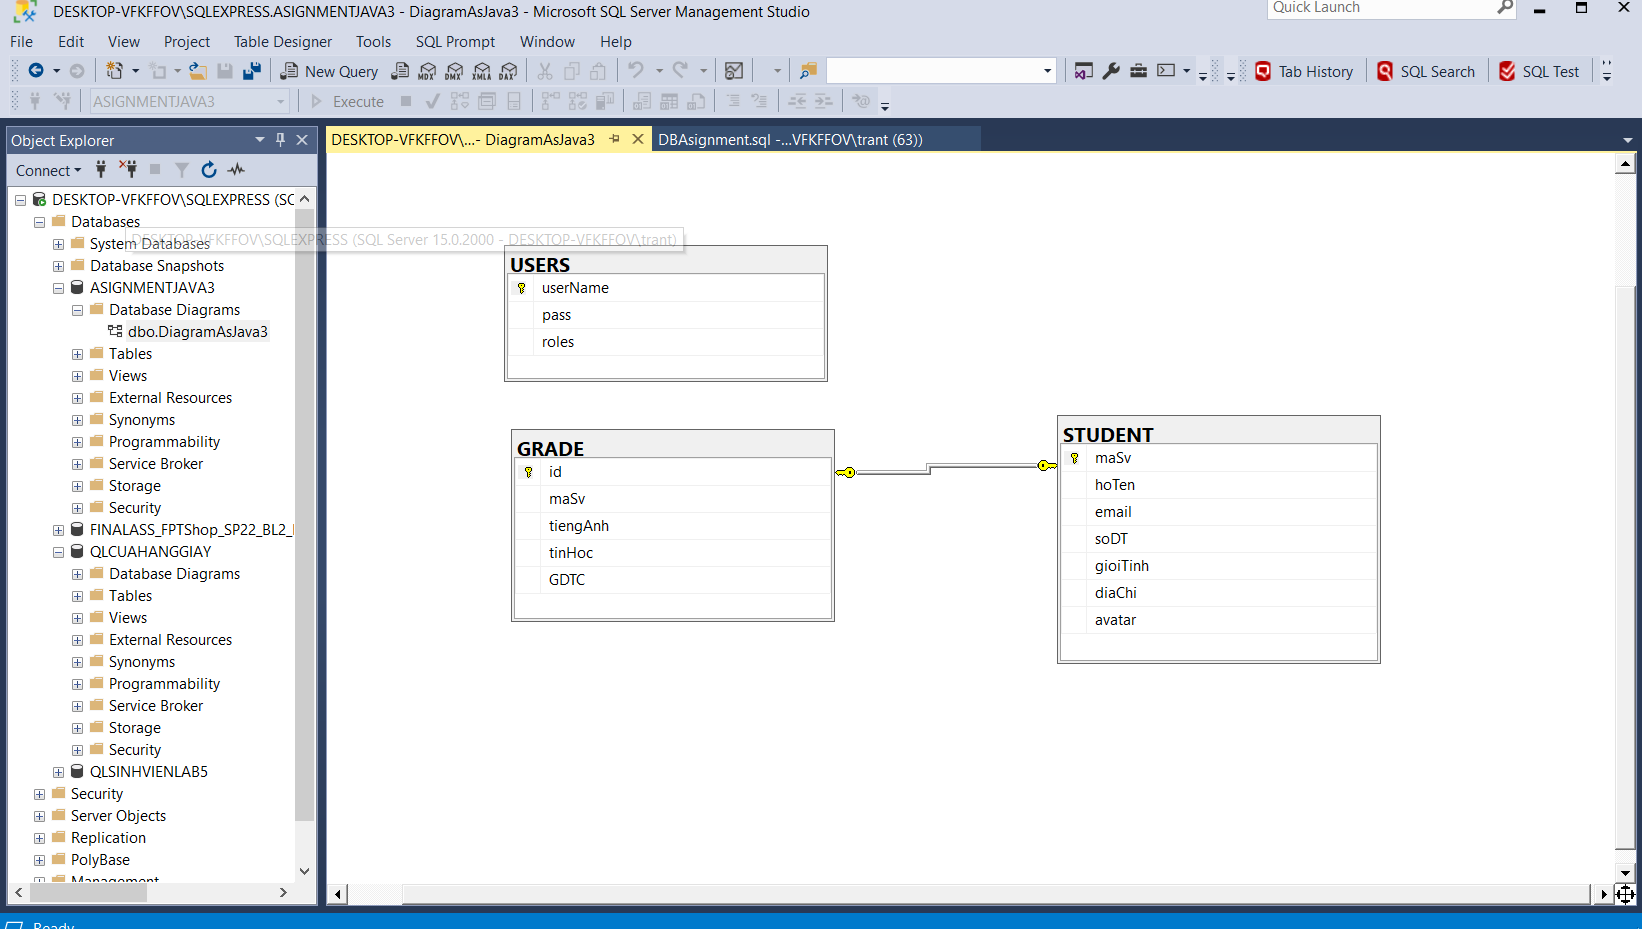 DESKTOP-VFKFFOV\SQLEXPRESS.ASIGNMENTJAVA3 - DiagramAsJava3 - Microsoft SQL Server Management Studio
Quick Launch
File Edit View Project Table Designer Tools SQL Prompt Window Help
New Query MDX DMX XMLA DAX Tab History SQL Search SQL Test
ASIGNMENTJAVA3 Execute
Object Explorer
DESKTOP-VFKFFOV\...- DiagramAsJava3
DBAsignment.sql -...VFKFFOV\trant (63))
Connect
DESKTOP-VFKFFOV\SQLEXPRESS (SC
Databases
System Databases
DESKTOP-VFKFFOV\SQLEXPRESS (SQL Server 15.0.2000 - DESKTOP-VFKFFOV\trant)
Database Snapshots
ASIGNMENTJAVA3
Database Diagrams
dbo.DiagramAsJava3
Tables
Views
External Resources
Synonyms
Programmability
Service Broker
Storage
Security
FINALASS_FPTShop_SP22_BL2_
QLCUAHANGGIAY
Database Diagrams
Tables
Views
External Resources
Synonyms
Programmability
Service Broker
Storage
Security
QLSINHVIENLAB5
Security
Server Objects
Replication
PolyBase
Management
USERS
userName
pass
roles
GRADE
id
maSv
tiengAnh
tinHoc
GDTC
STUDENT
maSv
hoTen
email
soDT
gioiTinh
diaChi
avatar
Ready